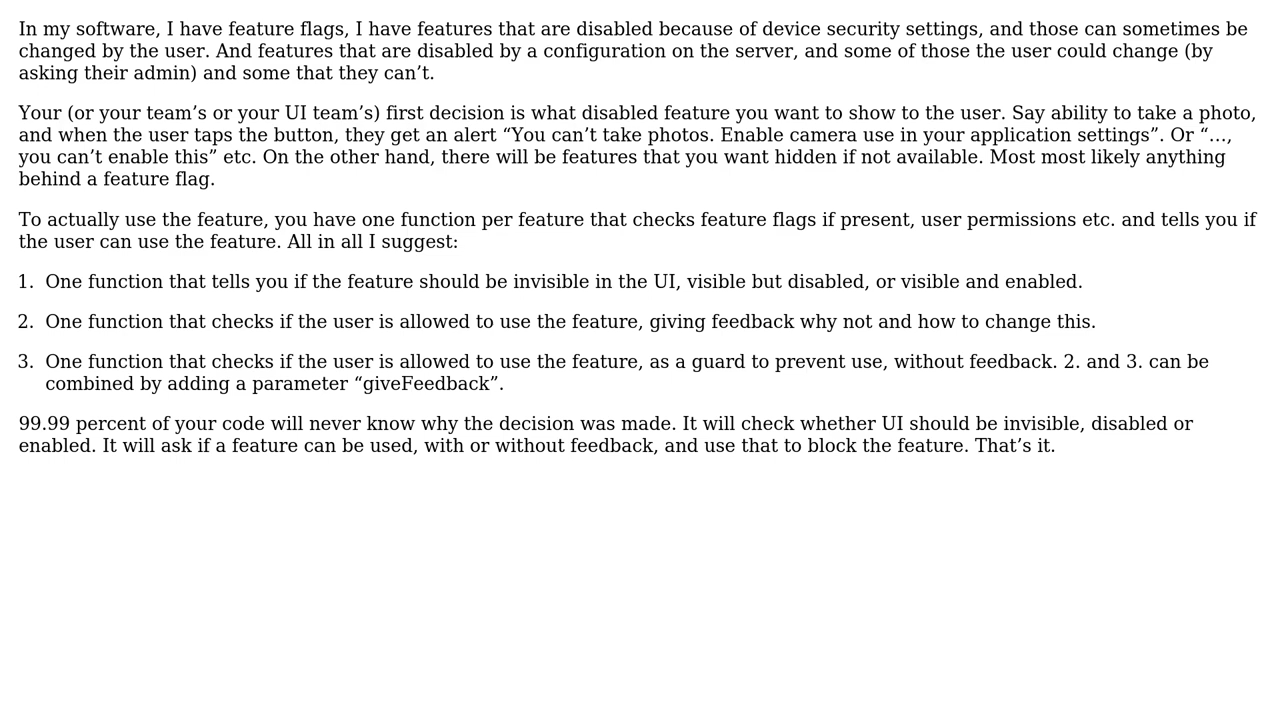 In my software, I have feature flags, I have features that are disabled because of device security settings, and those can sometimes be
changed by the user. And features that are disabled by a configuration on the server, and some of those the user could change (by
asking their admin) and some that they can’t.
Your (or your team’s or your UI team’s) first decision is what disabled feature you want to show to the user. Say ability to take a photo,
and when the user taps the button, they get an alert “You can’t take photos. Enable camera use in your application settings”. Or “…,
you can’t enable this” etc. On the other hand, there will be features that you want hidden if not available. Most most likely anything
behind a feature flag.
To actually use the feature, you have one function per feature that checks feature flags if present, user permissions etc. and tells you if
the user can use the feature. All in all I suggest:
1. One function that tells you if the feature should be invisible in the UI, visible but disabled, or visible and enabled.
2. One function that checks if the user is allowed to use the feature, giving feedback why not and how to change this.
3. One function that checks if the user is allowed to use the feature, as a guard to prevent use, without feedback. 2. and 3. can be
combined by adding a parameter “giveFeedback”.
99.99 percent of your code will never know why the decision was made. It will check whether UI should be invisible, disabled or
enabled. It will ask if a feature can be used, with or without feedback, and use that to block the feature. That’s it.